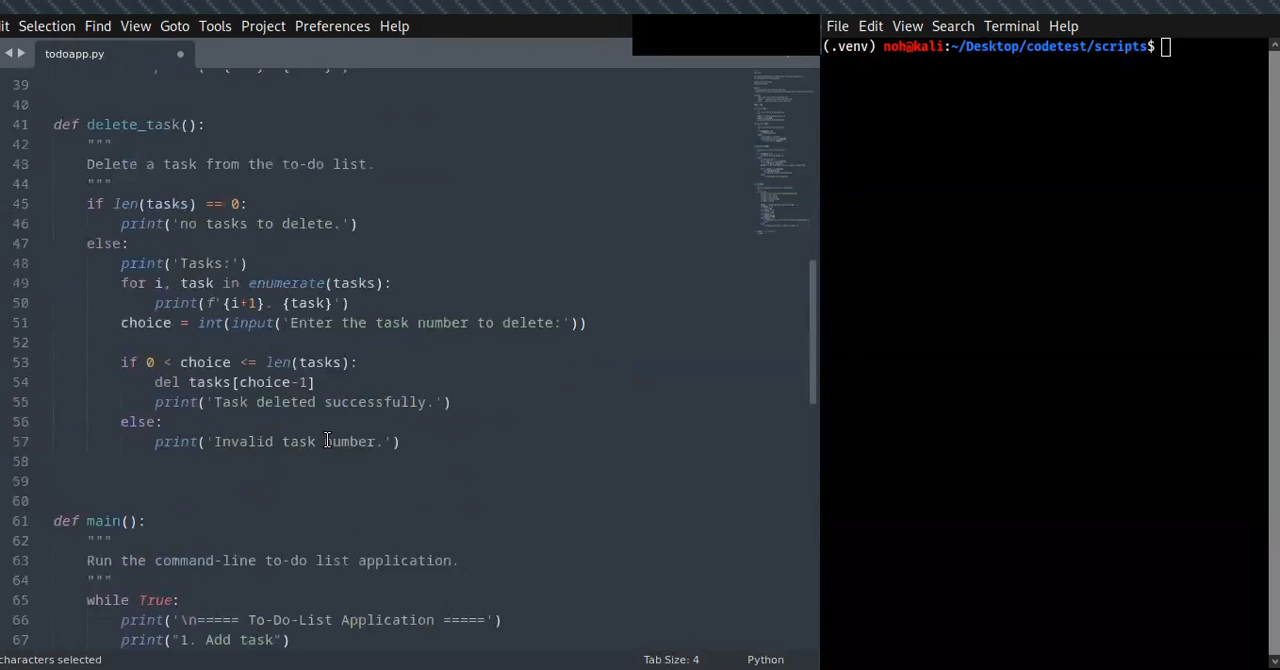 it Selection Find View Goto Tools Project Preferences Help
todoapp.py
39
40
41 def delete_task():
42 """
43 Delete a task from the to-do list.
44 """
45 if len(tasks) == 0:
46 print('no tasks to delete.')
47 else:
48 print('Tasks:')
49 for i, task in enumerate(tasks):
50 print(f'{i+1}. {task}')
51 choice = int(input('Enter the task number to delete:'))
52
53 if 0 < choice <= len(tasks):
54 del tasks[choice-1]
55 print('Task deleted successfully.')
56 else:
57 print('Invalid task number.')
58
59
60
61 def main():
62 """
63 Run the command-line to-do list application.
64 """
65 while True:
66 print('\n===== To-Do-List Application =====')
67 print("1. Add task")
characters selected Tab Size: 4 Python
File Edit View Search Terminal Help
(.venv) noh@kali:~/Desktop/codetest/scripts$